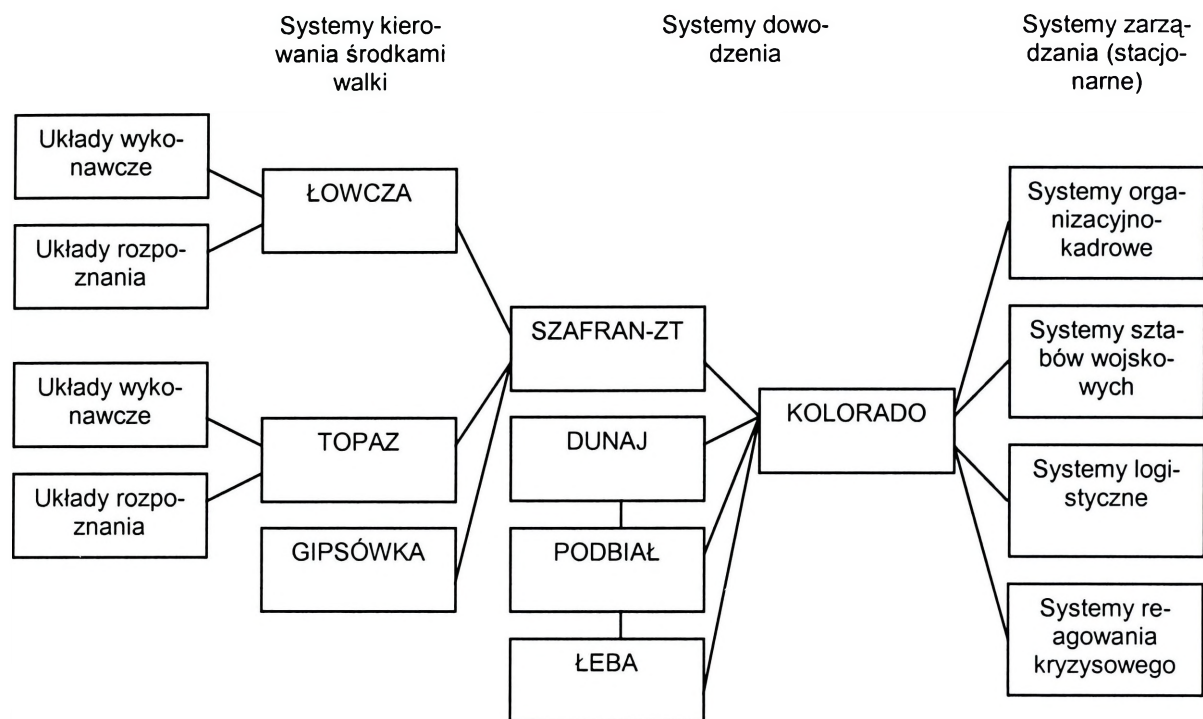 Systemy kiero-
wania środkami
walki
Systemy dowo-
dzenia
Systemy zarzą-
dzania (stacjo-
narne)
Układy wyko-
nawcze
Układy rozpo-
znania
ŁOWCZA
Układy wyko-
nawcze
Układy rozpo-
znania
TOPAZ
GIPSÓWKA
SZAFRAN-ZT
DUNAJ
PODBIAŁ
ŁEBA
KOLORADO
Systemy orga-
nizacyjno-
kadrowe
Systemy szta-
bów wojsko-
wych
Systemy logi-
styczne
Systemy re-
agowania
kryzysowego